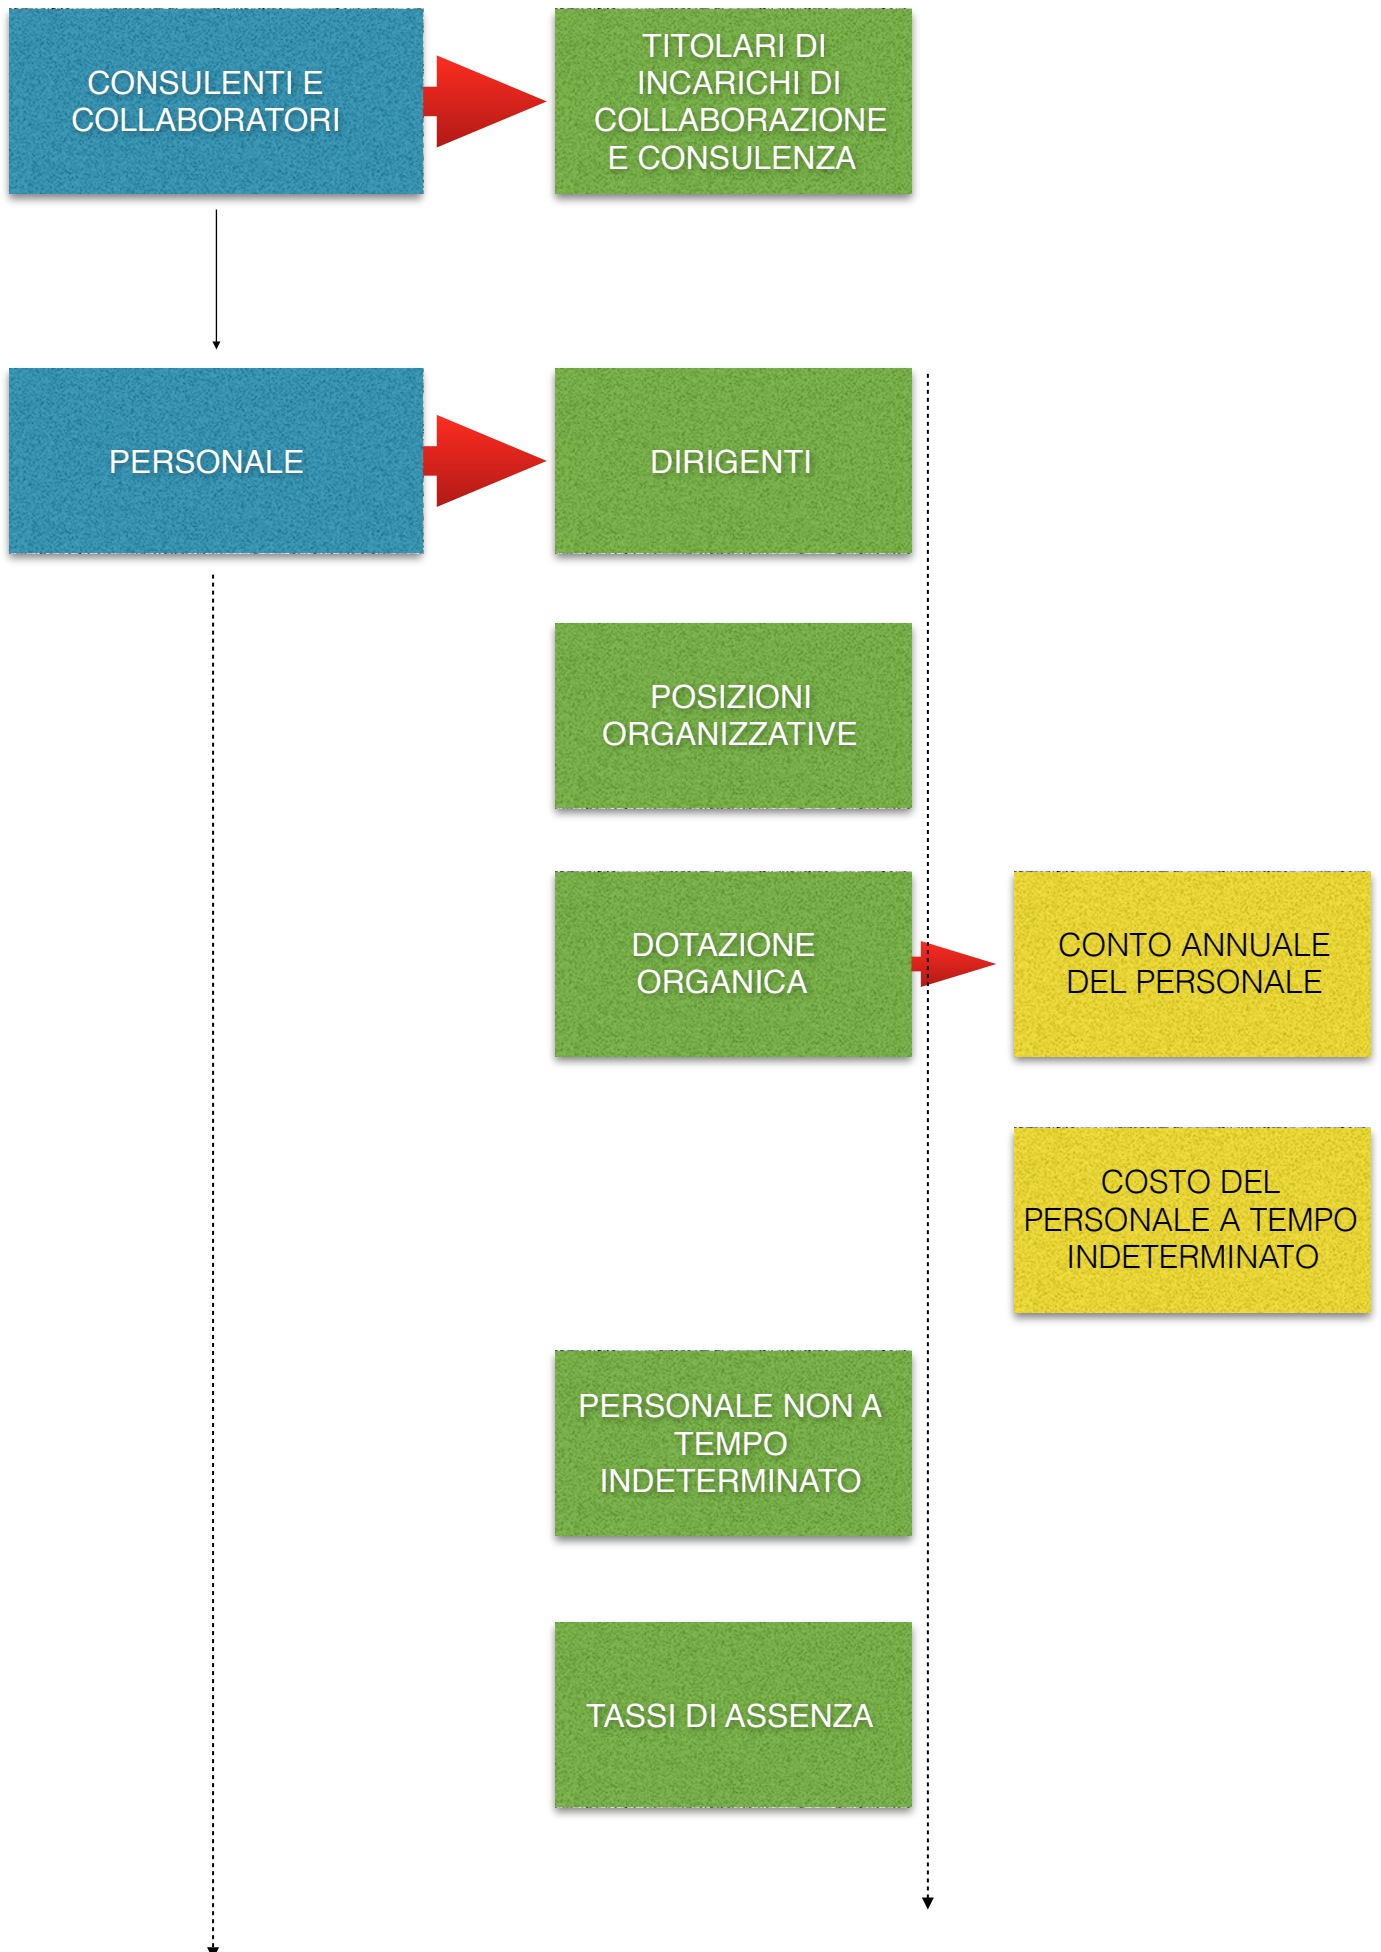 CONSULENTI E
COLLABORATORI
TITOLARI DI
INCARICHI DI
COLLABORAZIONE
E CONSULENZA
PERSONALE
DIRIGENTI
POSIZIONI
ORGANIZZATIVE
DOTAZIONE
ORGANICA
CONTO ANNUALE
DEL PERSONALE
COSTO DEL
PERSONALE A TEMPO
INDETERMINATO
PERSONALE NON A
TEMPO
INDETERMINATO
TASSI DI ASSENZA